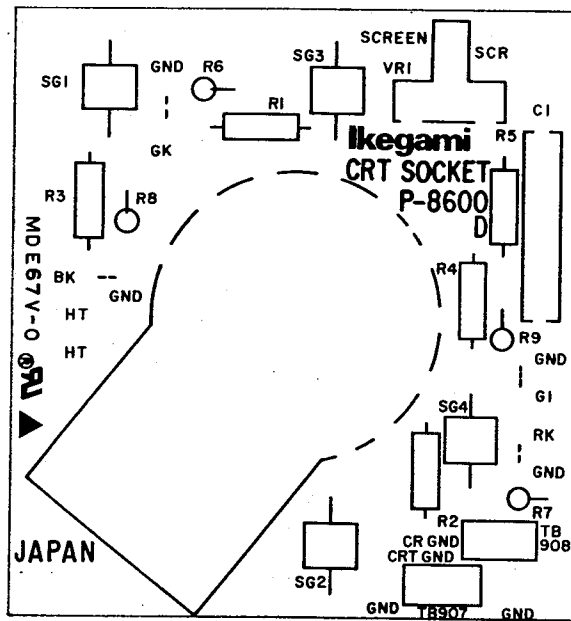 SCREEN
SCR
VR1
SG3
GND
R6
SG1
C1
R1
R5
Ikegami
GK
CRT SOCKET
P-8600
D
R3
R8
MDE67V-0 ® UR
BK
GND
HT
HT
R4
R9
GND
G1
SG4
RK
GND
R7
R2
TB
908
CR GND
CRT GND
JAPAN
SG2
GND
TB907
GND